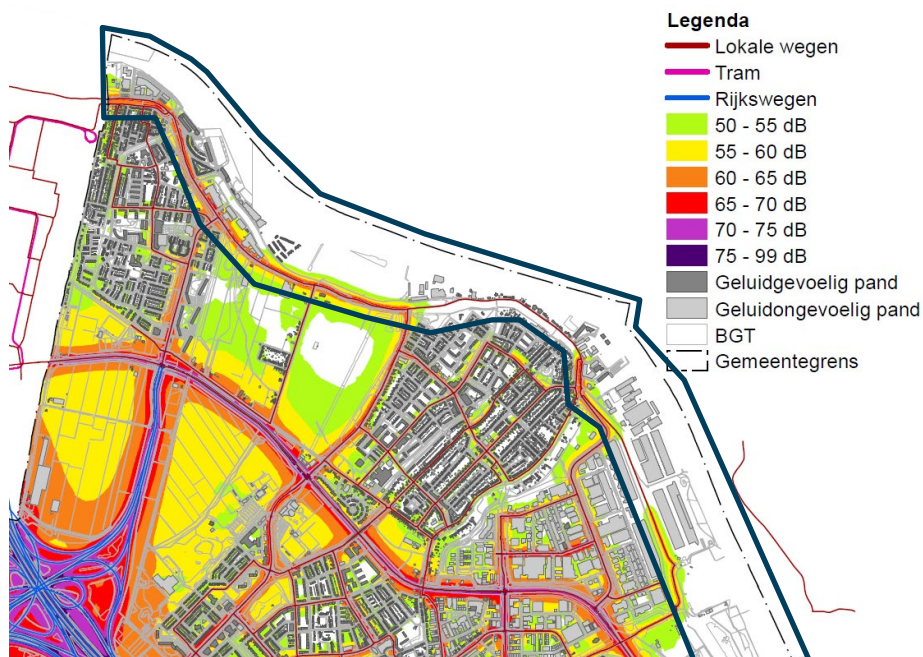 Legenda
Lokale wegen
Tram
Rijkswegen
50 - 55 dB
55 - 60 dB
60 - 65 dB
65 - 70 dB
70 - 75 dB
75 - 99 dB
Geluidgevoelig pand
Geluidongevoelig pand
BGT
Gemeentegrens